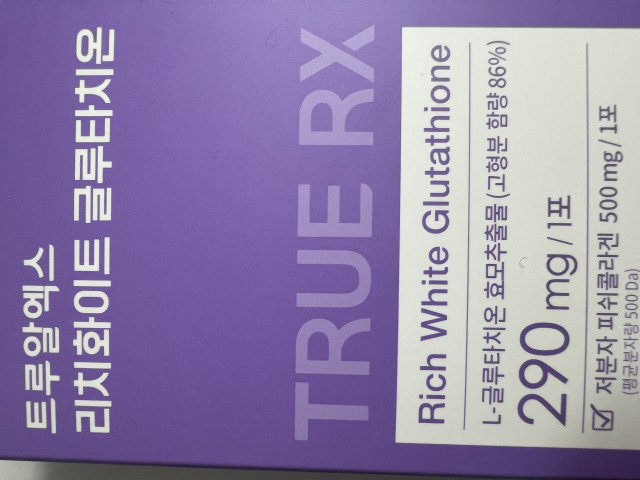 트루알엑스
리치화이트 글루타치온
TRUE RX
Rich White Glutathione
L-글루타치온 효모추출물 (고형분 함량 86%)
290 mg / 1포
저분자 피쉬콜라겐 500 mg / 1포
(평균분자량 500 Da)